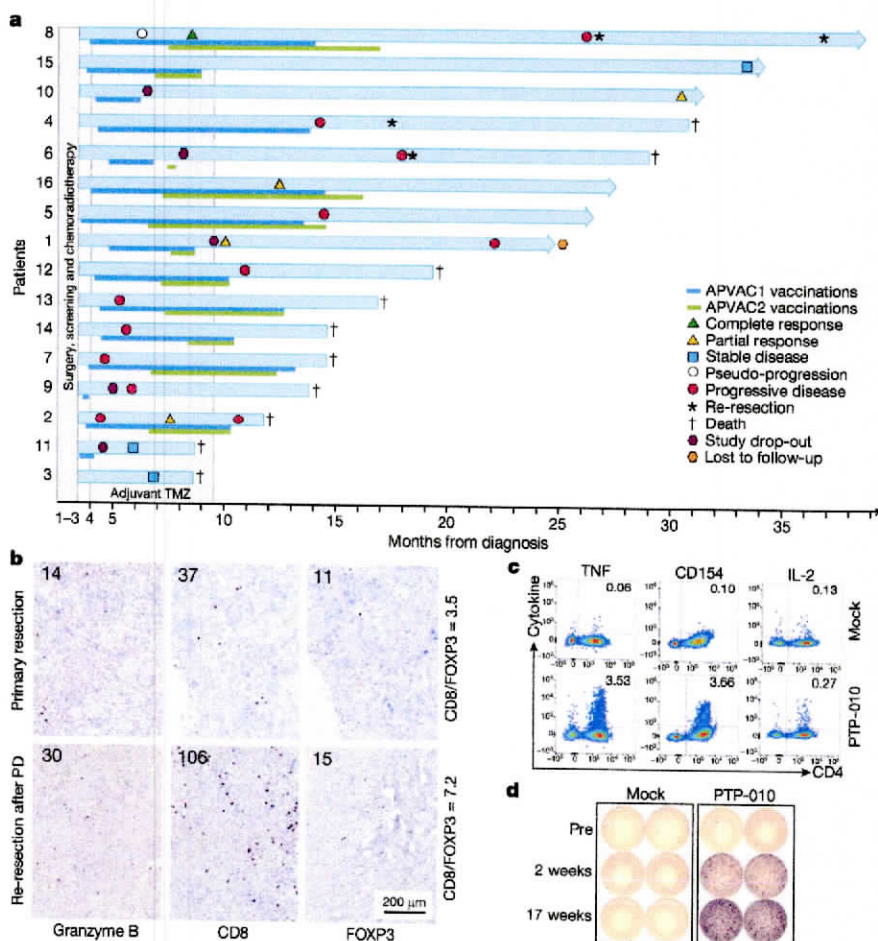 a
Patients
8
15
10
4
6
16
5
1
12
13
14
7
9
2
11
3
Surgery, screening and chemoradiotherapy
Adjuvant TMZ
APVAC1 vaccinations
APVAC2 vaccinations
Complete response
Partial response
Stable disease
Pseudo-progression
Progressive disease
Re-resection
Death
Study drop-out
Lost to follow-up
1–3 4 5 10 15 20 25 30 35
Months from diagnosis
b
Primary resection
14 37 11
CD8/FOXP3 = 3.5
Re-resection after PD
30 106 15
CD8/FOXP3 = 7.2
200 μm
Granzyme B CD8 FOXP3
c
TNF CD154 IL-2
Cytokine
0.06 0.10 0.13
Mock
3.53 3.66 0.27
PTP-010
CD4
d
Mock PTP-010
Pre
2 weeks
17 weeks